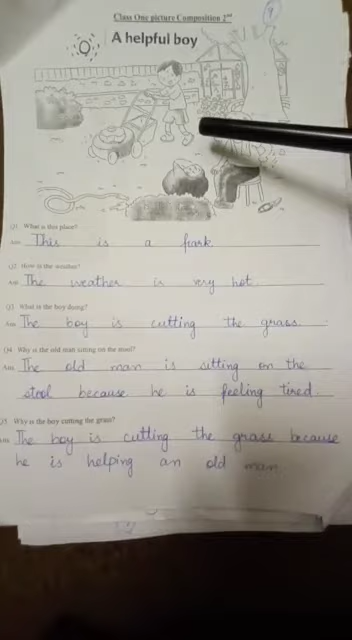 Class One picture Composition 2nd
9
A helpful boy
Q1. What is this place?
Ans This is a park.
Q2. How is the weather?
Ans The weather is very hot.
Q3. What is the boy doing?
Ans The boy is cutting the grass.
Q4. Why is the old man sitting on the stool?
Ans The old man is sitting on the
stool because he is feeling tired.
Q5 Why is the boy cutting the grass?
Ans The boy is cutting the grass because
he is helping an old man